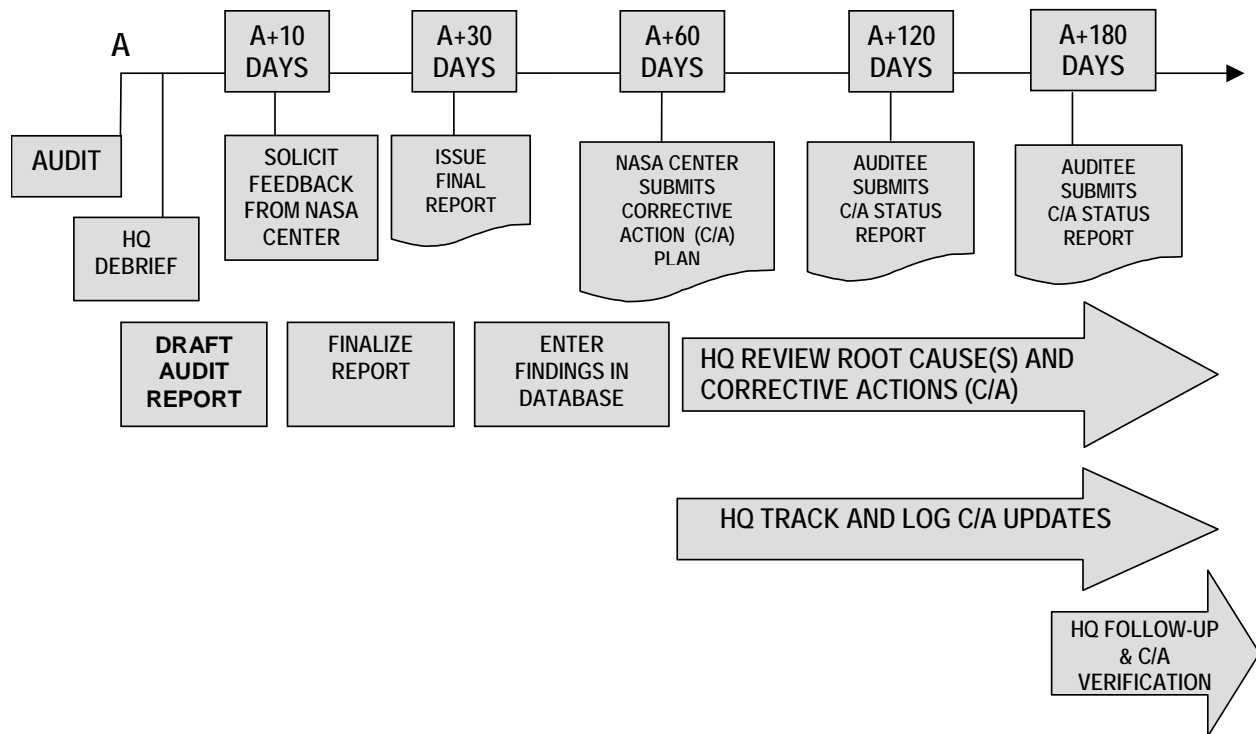 A
A+10
DAYS
A+30
DAYS
A+60
DAYS
A+120
DAYS
A+180
DAYS
AUDIT
HQ
DEBRIEF
SOLICIT
FEEDBACK
FROM NASA
CENTER
ISSUE
FINAL
REPORT
NASA CENTER
SUBMITS
CORRECTIVE
ACTION (C/A)
PLAN
AUDITEE
SUBMITS
C/A STATUS
REPORT
AUDITEE
SUBMITS
C/A STATUS
REPORT
DRAFT
AUDIT
REPORT
FINALIZE
REPORT
ENTER
FINDINGS IN
DATABASE
HQ REVIEW ROOT CAUSE(S) AND
CORRECTIVE ACTIONS (C/A)
HQ TRACK AND LOG C/A UPDATES
HQ FOLLOW-UP
& C/A
VERIFICATION